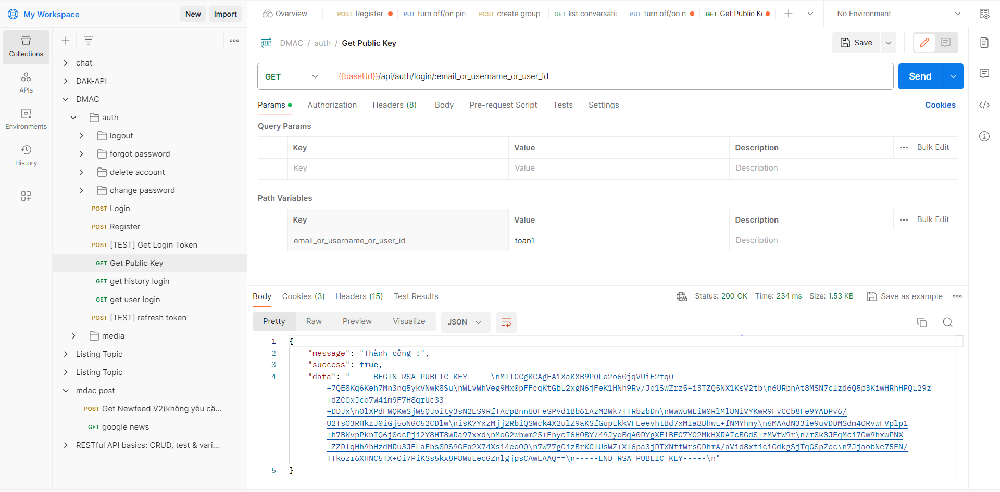 My Workspace
New
Import
Overview
POST Register
PUT turn off/on pin
POST create group
GET list conversati
PUT turn off/on n
GET Get Public K
No Environment
Collections
APIs
Environments
History
chat
DAK-API
DMAC
auth
logout
forgot password
delete account
change password
POST Login
POST Register
POST [TEST] Get Login Token
GET Get Public Key
GET get history login
GET get user login
POST [TEST] refresh token
media
Listing Topic
Listing Topic
mdac post
POST Get Newfeed V2(không yêu cầ...
GET google news
RESTful API basics: CRUD, test & vari...
HTTP DMAC / auth / Get Public Key
Save
GET
{{baseUrl}}/api/auth/login/:email_or_username_or_user_id
Send
Params Authorization Headers (8) Body Pre-request Script Tests Settings
Cookies
Query Params
Key Value Description Bulk Edit
Key Value Description
Path Variables
Key Value Description Bulk Edit
email_or_username_or_user_id toan1 Description
Body Cookies (3) Headers (15) Test Results
Status: 200 OK Time: 234 ms Size: 1.53 KB Save as example
Pretty Raw Preview Visualize JSON
1 {
2 "message": "Thành công !",
3 "success": true,
4 "data": "-----BEGIN RSA PUBLIC KEY-----\nMIICCgKCAgEA1XaKXB9PQLo2o60jqVUiE2tqQ
+7QE8Kq6Keh7Mn3nq5ykVNwk8Su\nWLvWhVeg9Mx0pFFcqKtGbL2xgN6jFeK1HNh9Rv/Jo1SwZrz5+i3TZQ5NX1KsV2tb\n6URpnAt8MSN7clzd6Q5p3KiwHRhHPQL29z
+dZCOxJco7W4im9F7H8qrUc33
+DDJx\nOlXPdFWQKwSjW5QJoity3sN2ES9RfTAcpBnnUOFeSPvd1Bb61AzM2Wk7TTRbzbDn\nWwWuWLiW0RlMl8NiVYKwR9FvCCb8Fe9YADPv6/
U2TsO3RHkrJ0iGj5oNGC52CDlw\nisK7YxzMjj2RbiQSWck4X2ulZ9aKSfGupLkkVFEeevhtBd7xMIa8BhwL+fNMYhmy\n6MAAdN33ie9uvDDMSdm4ORvwFVplp1
+h7BKvpPkbIQ6j0ocPji2Y8HT8wRa97xxd\nMoG2wbwm25+EnyeI6HOBY/49JyoBqA0DYgXFlBFG7YO2MkHXRAIcBGdS+zMVtW9r\n/r8k8JEqMci7Gw9hxwPNX
+ZZDlqHh9bHzdMRu3JELaFbs8DS9GEa2X74Xs14eoOQ\n7W77gGizBrKClUsWZ+Xl6pa3jDTXNtfWrsGDhrA/aVid8xticiGdkgSjTqGSpZec\n7JjaobNe75EN/
TTkozr6XHNC5TX+0i7PiKSs5kx8P8WuLecGZnlgjpsCAwEAAQ==\n-----END RSA PUBLIC KEY-----\n"
5 }